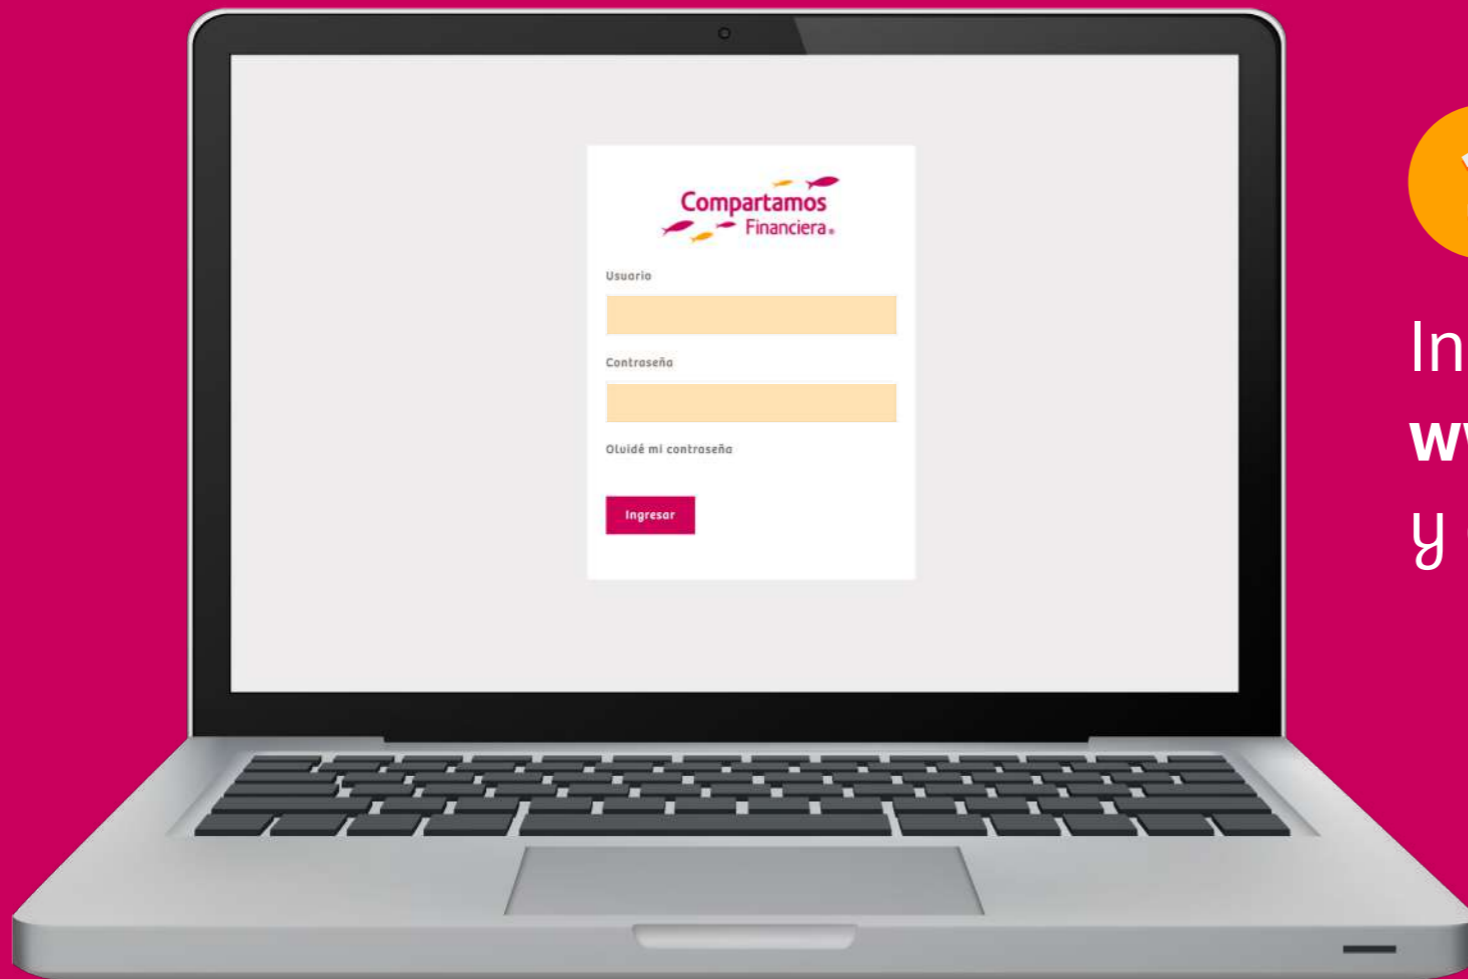 Compartamos
Financiera®
Usuario
Contraseña
Olvidé mi contraseña
Ingresar
In
y